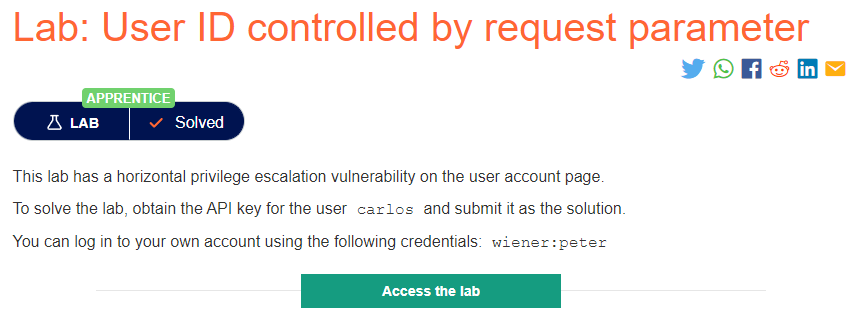 Lab: User ID controlled by request parameter
APPRENTICE
LAB Solved
This lab has a horizontal privilege escalation vulnerability on the user account page.
To solve the lab, obtain the API key for the user carlos and submit it as the solution.
You can log in to your own account using the following credentials: wiener:peter
Access the lab